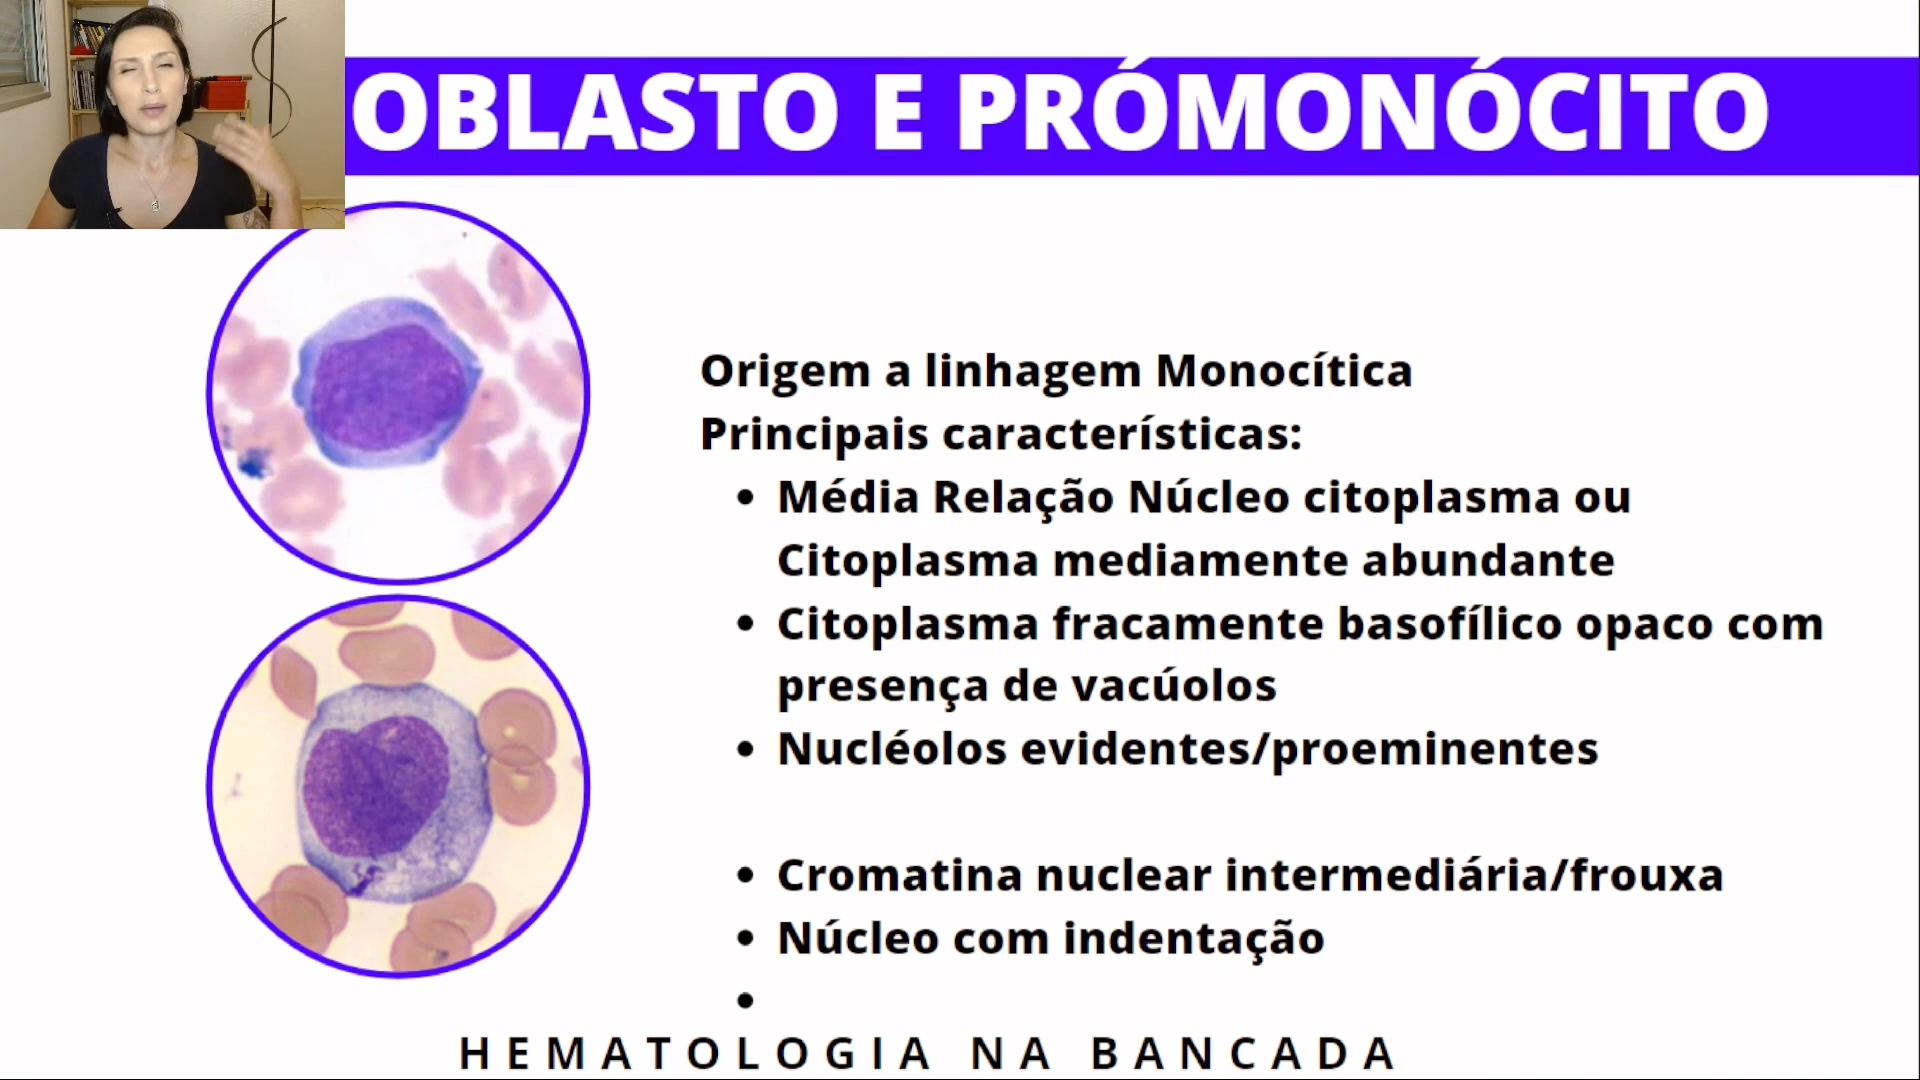 OBLASTO E PRÓMONÓCITO
Origem a linhagem Monocítica
Principais características:
• Média Relação Núcleo citoplasma ou
Citoplasma mediamente abundante
• Citoplasma fracamente basofílico opaco com
presença de vacúolos
• Nucléolos evidentes/proeminentes
• Cromatina nuclear intermediária/frouxa
• Núcleo com indentação
•
HEMATOLOGIA NA BANCADA